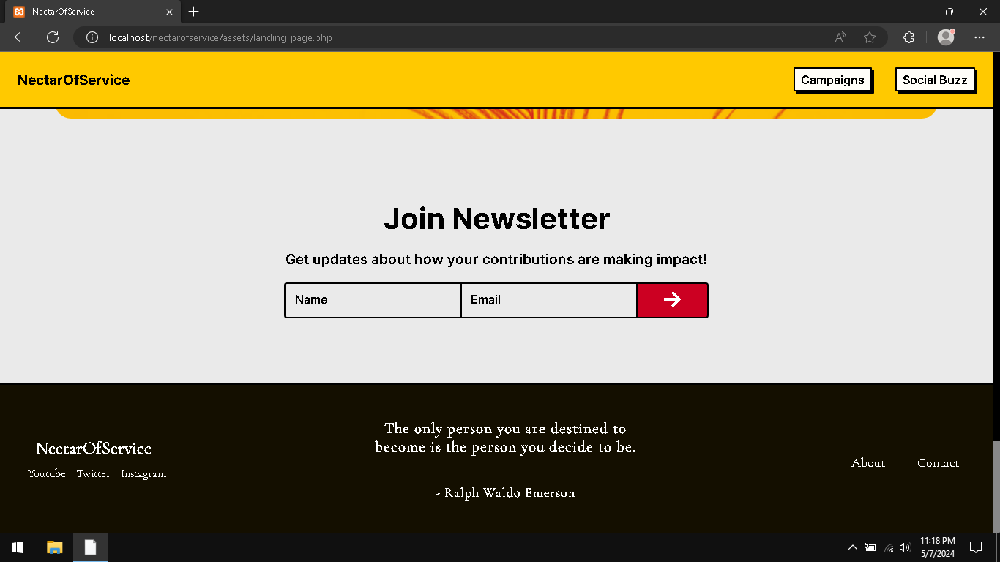 NectarOfService
localhost/nectarofservice/assets/landing_page.php
NectarOfService
Campaigns
Social Buzz
Join Newsletter
Get updates about how your contributions are making impact!
Name
Email
The only person you are destined to
become is the person you decide to be.
- Ralph Waldo Emerson
NectarOfService
Youtube Twitter Instagram
About
Contact
11:18 PM
5/7/2024